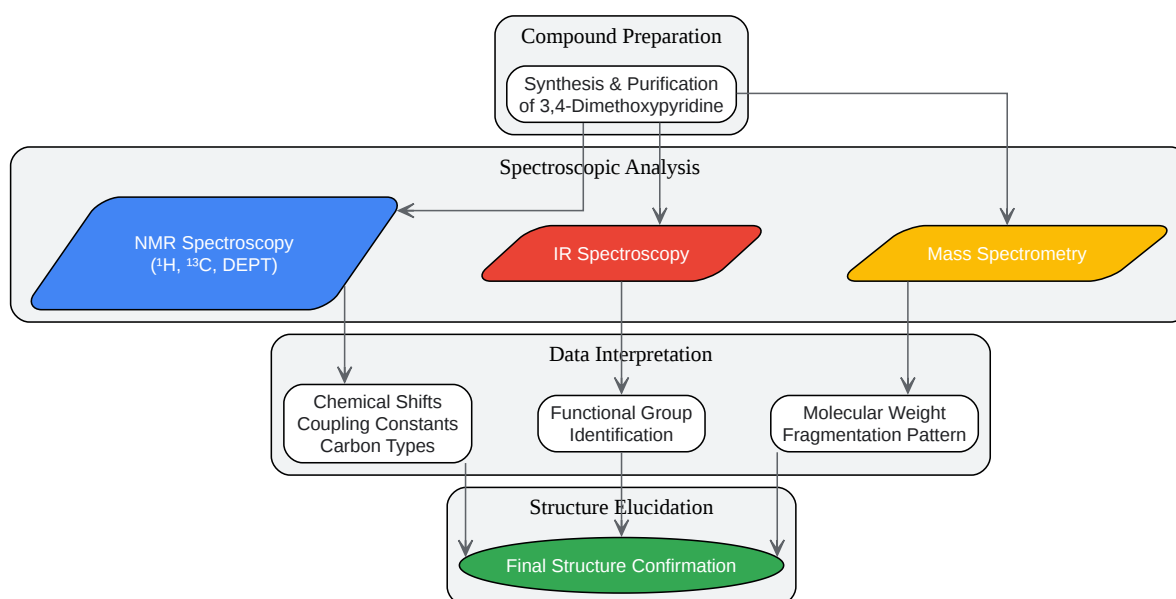 Compound Preparation
Synthesis & Purification
of 3,4-Dimethoxypyridine
Spectroscopic Analysis
NMR Spectroscopy
(¹H, ¹³C, DEPT)
IR Spectroscopy
Mass Spectrometry
Data Interpretation
Chemical Shifts
Coupling Constants
Carbon Types
Functional Group
Identification
Molecular Weight
Fragmentation Pattern
Structure Elucidation
Final Structure Confirmation